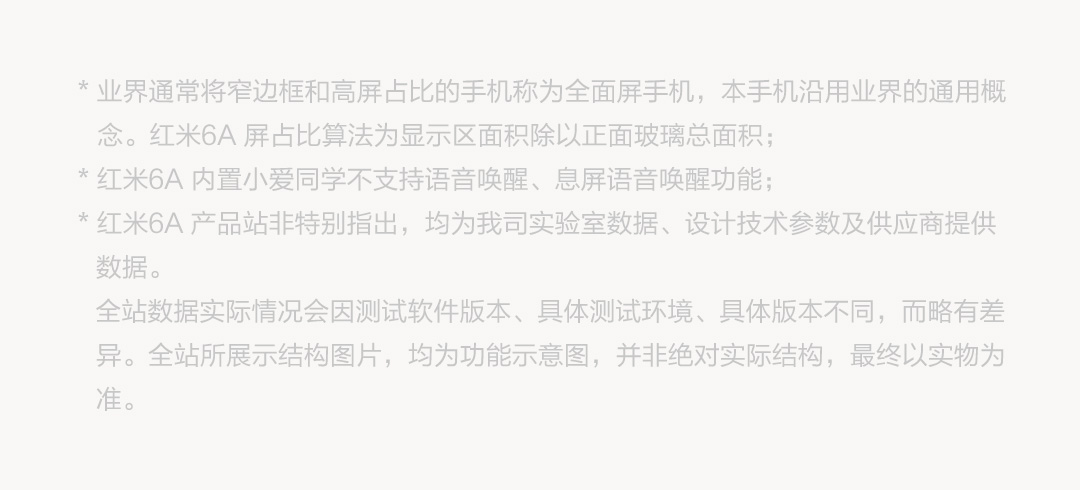 * 业界通常将窄边框和高屏占比的手机称为全面屏手机，本手机沿用业界的通用概
念。红米6A 屏占比算法为显示区面积除以正面玻璃总面积；
* 红米6A 内置小爱同学不支持语音唤醒、息屏语音唤醒功能；
* 红米6A 产品站非特别指出，均为我司实验室数据、设计技术参数及供应商提供
数据。
全站数据实际情况会因测试软件版本、具体测试环境、具体版本不同，而略有差
异。全站所展示结构图片，均为功能示意图，并非绝对实际结构，最终以实物为
准。